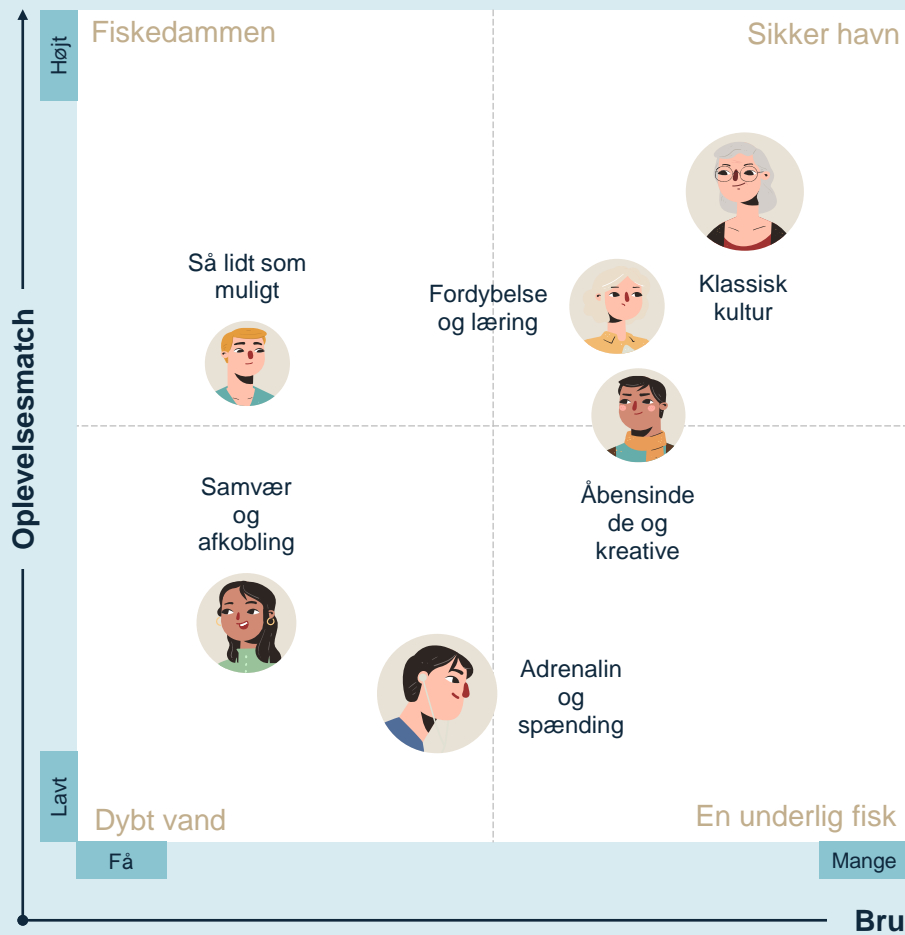 Højt
Fiskedammen
Sikker havn
Så lidt som
muligt
Fordybelse
og læring
Klassisk
kultur
Oplevelsesmatch
Samvær
og
afkobling
Åbensinde
de og
kreative
Adrenalin
og
spænding
Lavt
Dybt vand
En underlig fisk
Få
Mange
Bru